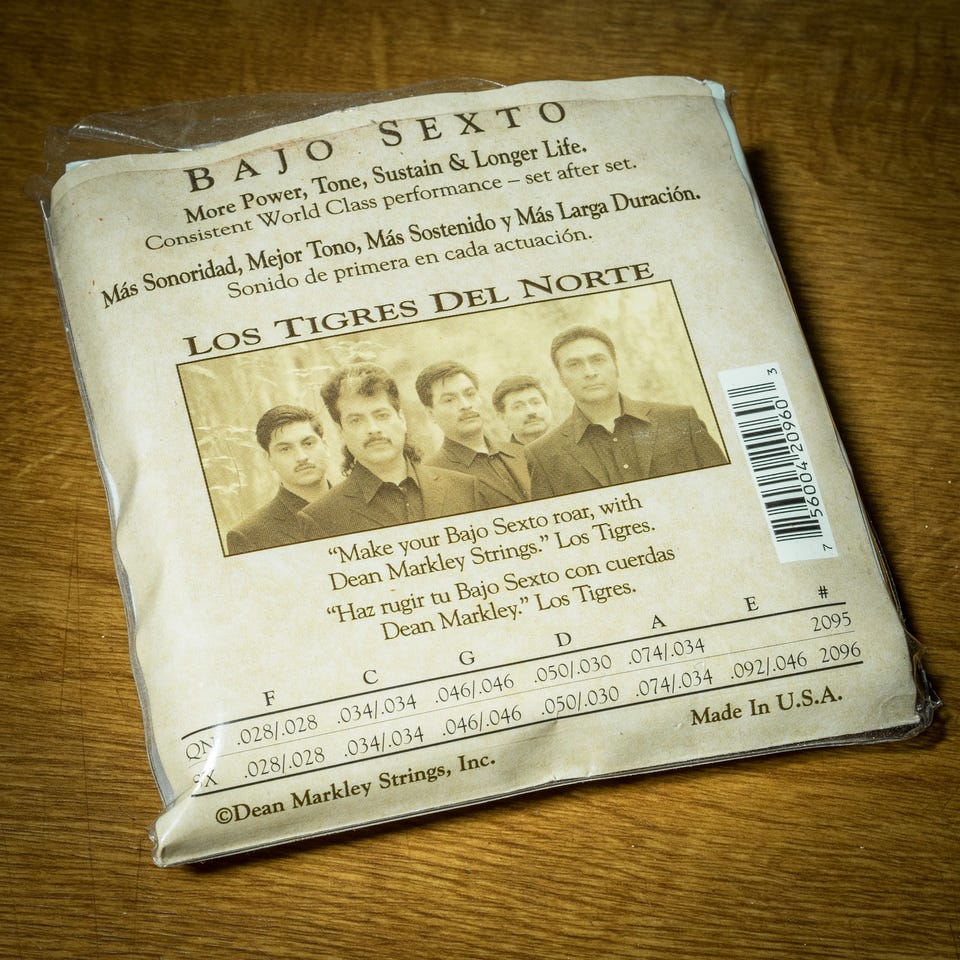 BAJO SEXTO
More Power, Tone, Sustain & Longer Life.
Consistent World Class performance – set after set.
Más Sonoridad, Mejor Tono, Más Sostenido y Más Larga Duración.
Sonido de primera en cada actuación.
LOS TIGRES DEL NORTE
“Make your Bajo Sexto roar, with
Dean Markley Strings.” Los Tigres.
“Haz rugir tu Bajo Sexto con cuerdas
Dean Markley.” Los Tigres.
7 56004 20960 3
F C G D A E #
QN .028/.028 .034/.034 .046/.046 .050/.030 .074/.034 2095
SX .028/.028 .034/.034 .046/.046 .050/.030 .074/.034 .092/.046 2096
©Dean Markley Strings, Inc. Made In U.S.A.